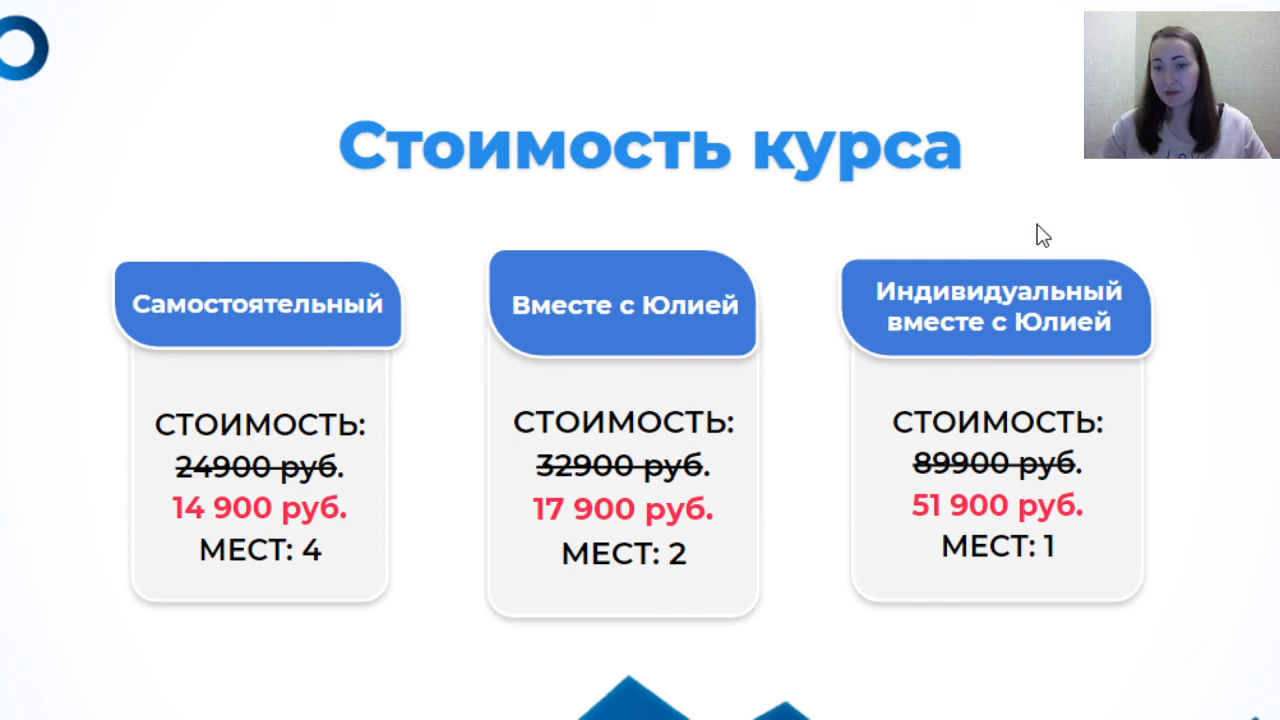 Стоимость курса
Самостоятельный
СТОИМОСТЬ:
24900 руб.
14 900 руб.
МЕСТ: 4
Вместе с Юлией
СТОИМОСТЬ:
32900 руб.
17 900 руб.
МЕСТ: 2
Индивидуальный
вместе с Юлией
СТОИМОСТЬ:
89900 руб.
51 900 руб.
МЕСТ: 1